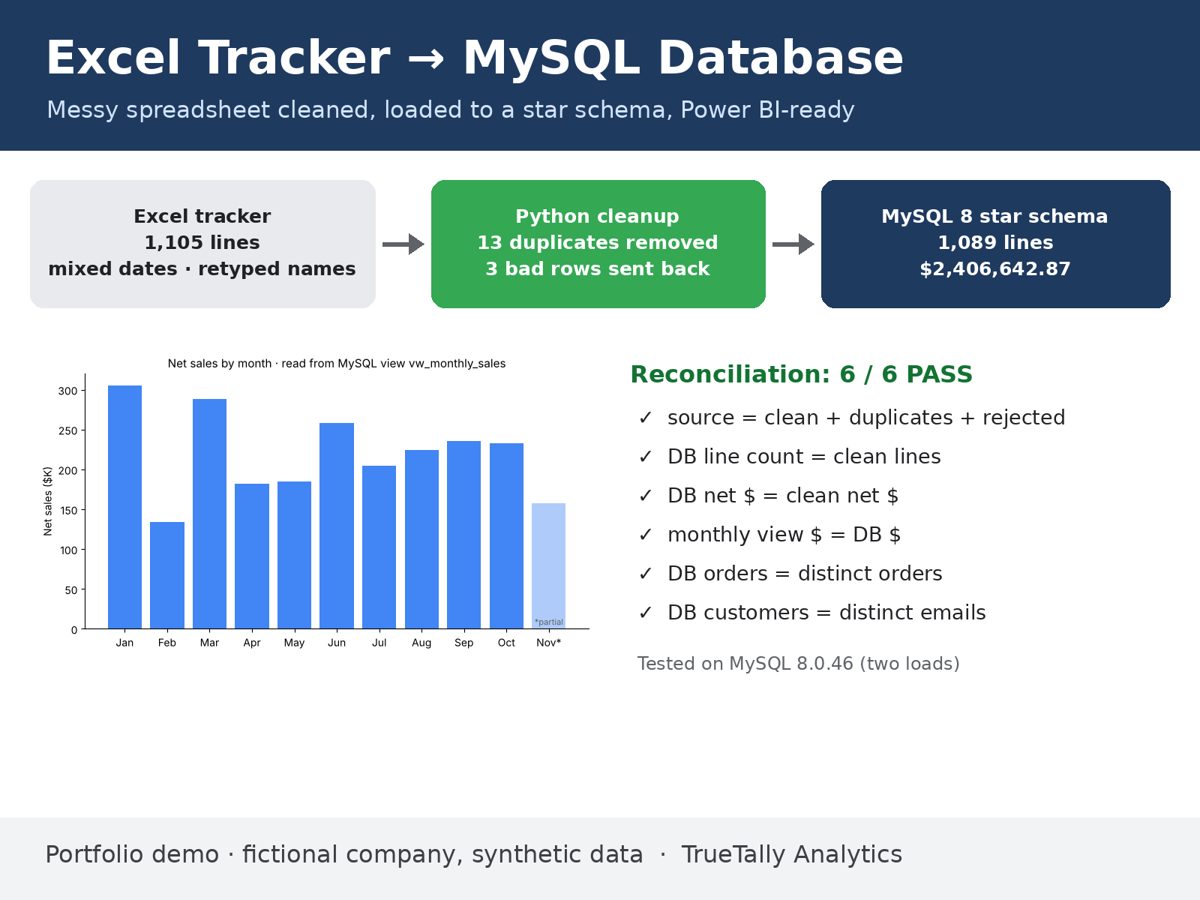 Excel Tracker → MySQL Database
Messy spreadsheet cleaned, loaded to a star schema, Power BI-ready
Excel tracker
1,105 lines
mixed dates · retyped names
Python cleanup
13 duplicates removed
3 bad rows sent back
MySQL 8 star schema
1,089 lines
$2,406,642.87
Net sales by month · read from MySQL view vw_monthly_sales
Net sales ($K)
300
250
200
150
100
50
0
*partial
Jan Feb Mar Apr May Jun Jul Aug Sep Oct Nov*
Reconciliation: 6 / 6 PASS
✓ source = clean + duplicates + rejected
✓ DB line count = clean lines
✓ DB net $ = clean net $
✓ monthly view $ = DB $
✓ DB orders = distinct orders
✓ DB customers = distinct emails
Tested on MySQL 8.0.46 (two loads)
Portfolio demo · fictional company, synthetic data · TrueTally Analytics